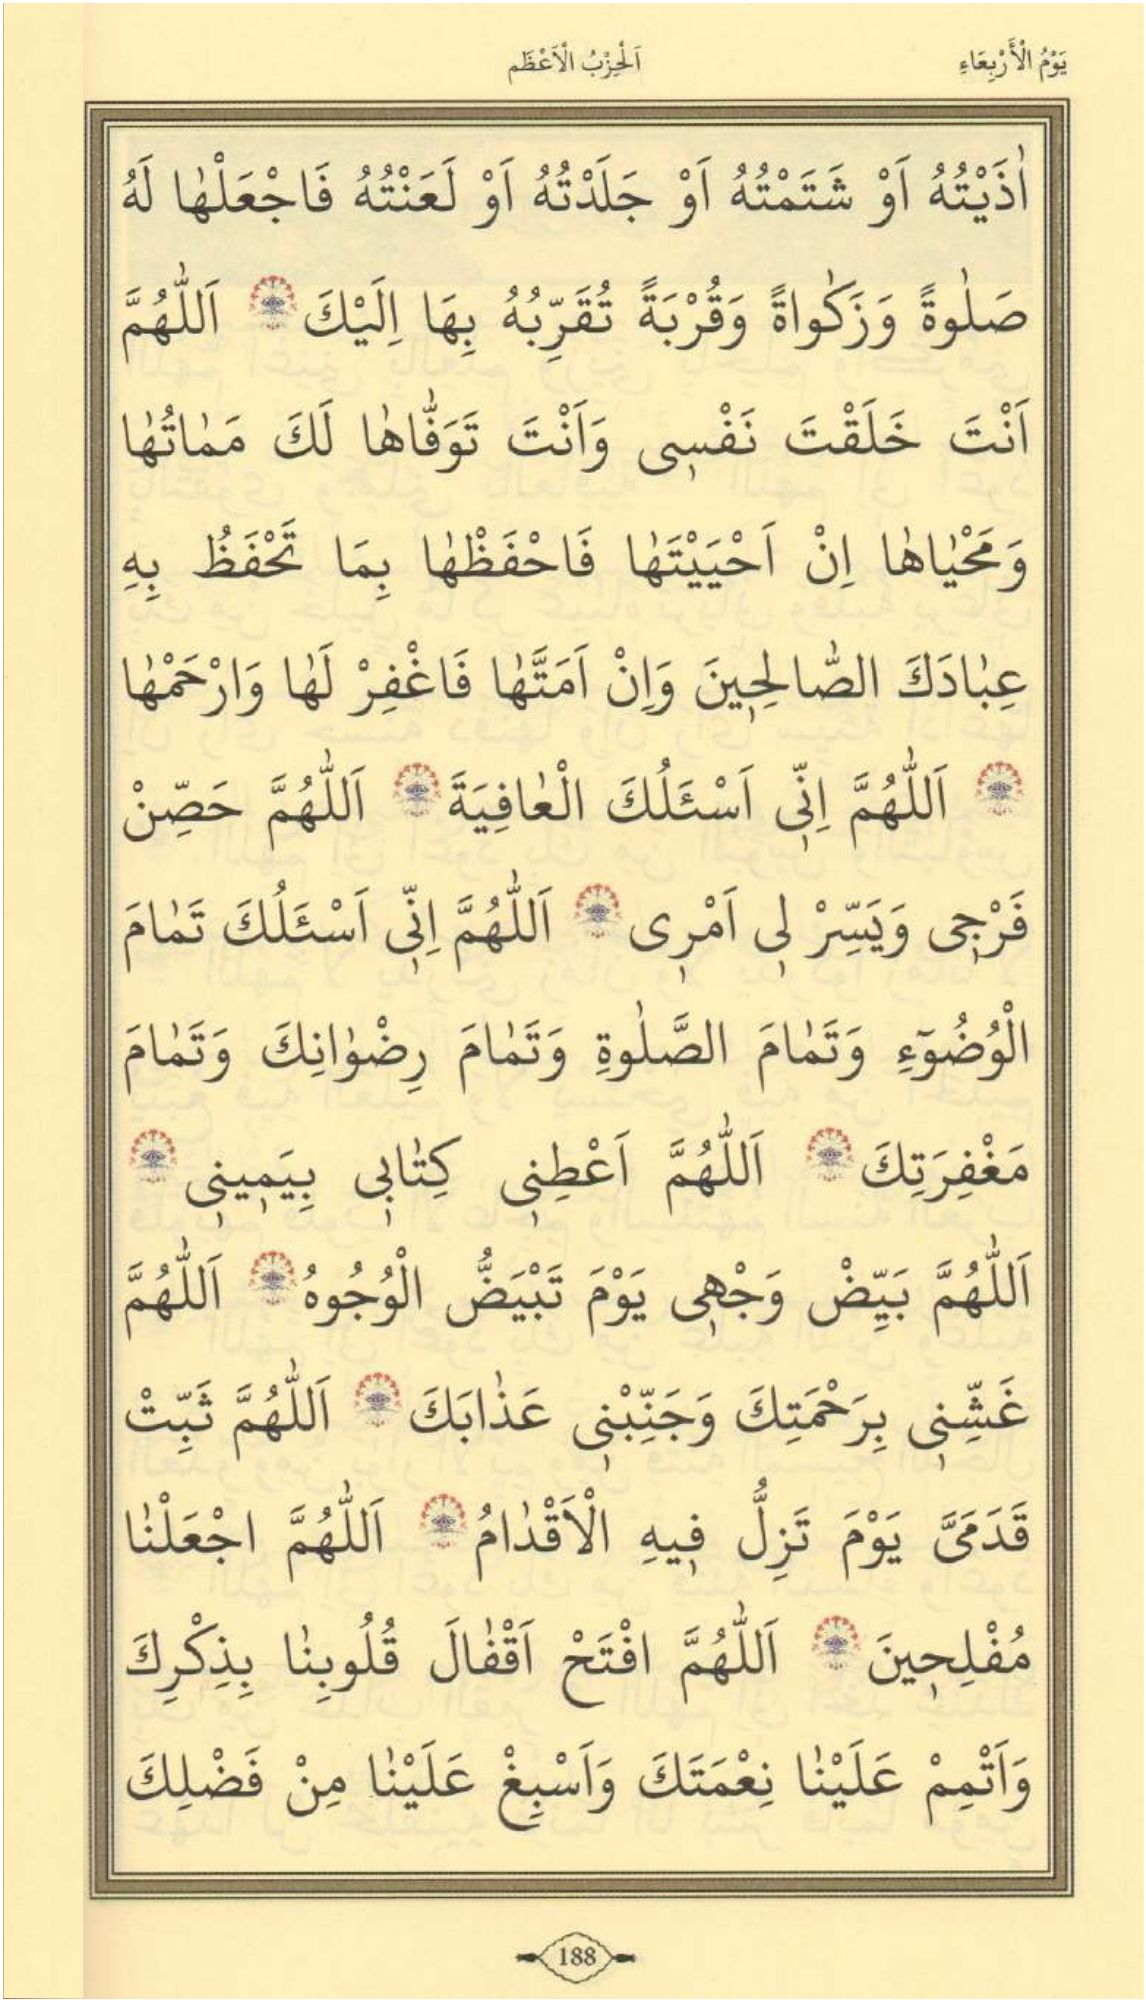 يَوْمُ الْأَرْبِعَاءِ
اَلْحِزْبُ الْاَعْظَم
اٰذَيْتُهُ اَوْ شَتَمْتُهُ اَوْ جَلَدْتُهُ اَوْ لَعَنْتُهُ فَاجْعَلْهٰا لَهُ
صَلٰوةً وَزَكٰواةً وَقُرْبَةً تُقَرِّبُهُ بِهَا اِلَيْكَ ۞ اَللّٰهُمَّ
اَنْتَ خَلَقْتَ نَفْسٖى وَاَنْتَ تَوَفّٰاهٰا لَكَ مَمٰاتُهٰا
وَمَحْيٰاهٰا اِنْ اَحْيَيْتَهٰا فَاحْفَظْهٰا بِمَا تَحْفَظُ بِهِ
عِبٰادَكَ الصّٰالِحٖينَ وَاِنْ اَمَتَّهٰا فَاغْفِرْ لَهٰا وَارْحَمْهٰا
۞ اَللّٰهُمَّ اِنّٖى اَسْئَلُكَ الْعٰافِيَةَ ۞ اَللّٰهُمَّ حَصِّنْ
فَرْجٖى وَيَسِّرْ لٖى اَمْرٖى ۞ اَللّٰهُمَّ اِنّٖى اَسْئَلُكَ تَمٰامَ
الْوُضُوٓءِ وَتَمٰامَ الصَّلٰوةِ وَتَمٰامَ رِضْوٰانِكَ وَتَمٰامَ
مَغْفِرَتِكَ ۞ اَللّٰهُمَّ اَعْطِنٖى كِتٰابٖى بِيَمٖينٖى ۞
اَللّٰهُمَّ بَيِّضْ وَجْهٖى يَوْمَ تَبْيَضُّ الْوُجُوهُ ۞ اَللّٰهُمَّ
غَشِّنٖى بِرَحْمَتِكَ وَجَنِّبْنٖى عَذٰابَكَ ۞ اَللّٰهُمَّ ثَبِّتْ
قَدَمَىَّ يَوْمَ تَزِلُّ فٖيهِ الْاَقْدٰامُ ۞ اَللّٰهُمَّ اجْعَلْنٰا
مُفْلِحٖينَ ۞ اَللّٰهُمَّ افْتَحْ اَقْفٰالَ قُلُوبِنٰا بِذِكْرِكَ
وَاَتْمِمْ عَلَيْنٰا نِعْمَتَكَ وَاَسْبِغْ عَلَيْنٰا مِنْ فَضْلِكَ
188